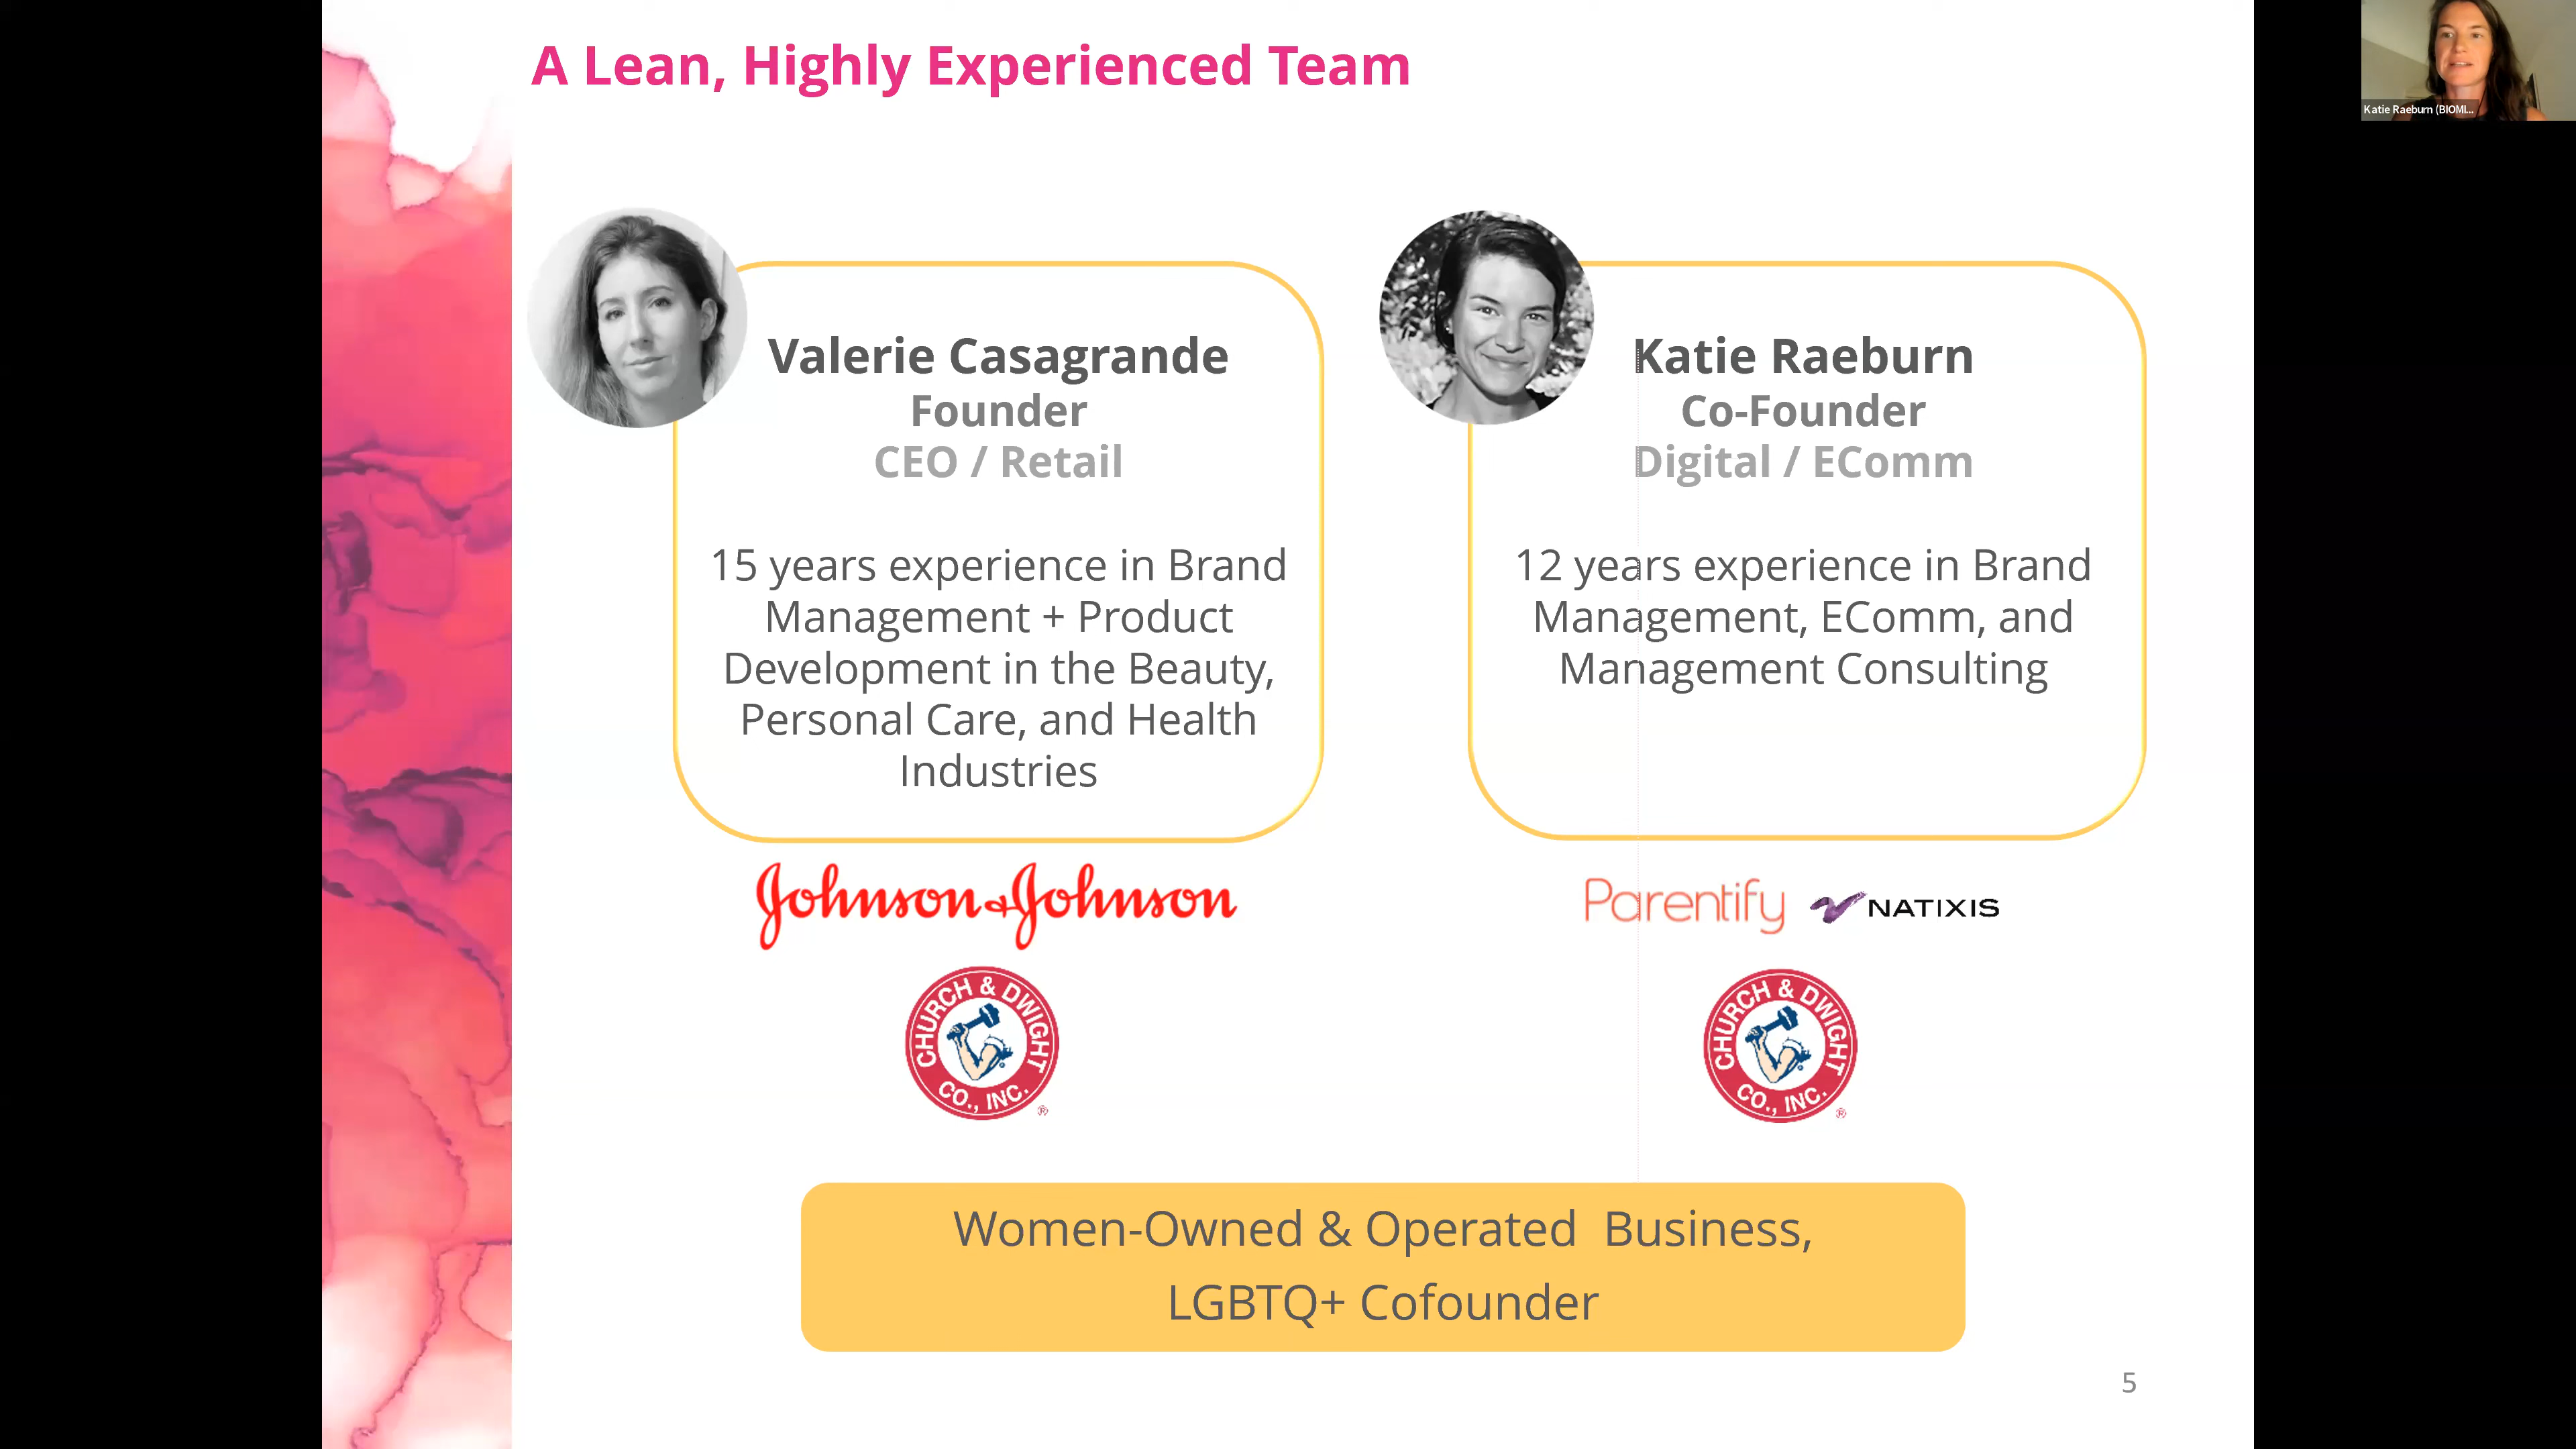 A Lean, Highly Experienced Team
Katie Raeburn (BIOMI...
Valerie Casagrande
Founder
CEO / Retail
15 years experience in Brand
Management + Product
Development in the Beauty,
Personal Care, and Health
Industries
Johnson & Johnson
CHURCH & DWIGHT
CO., INC.
®
Katie Raeburn
Co-Founder
Digital / EComm
12 years experience in Brand
Management, EComm, and
Management Consulting
Parentify NATIXIS
CHURCH & DWIGHT
CO., INC.
®
Women-Owned & Operated  Business,
LGBTQ+ Cofounder
5